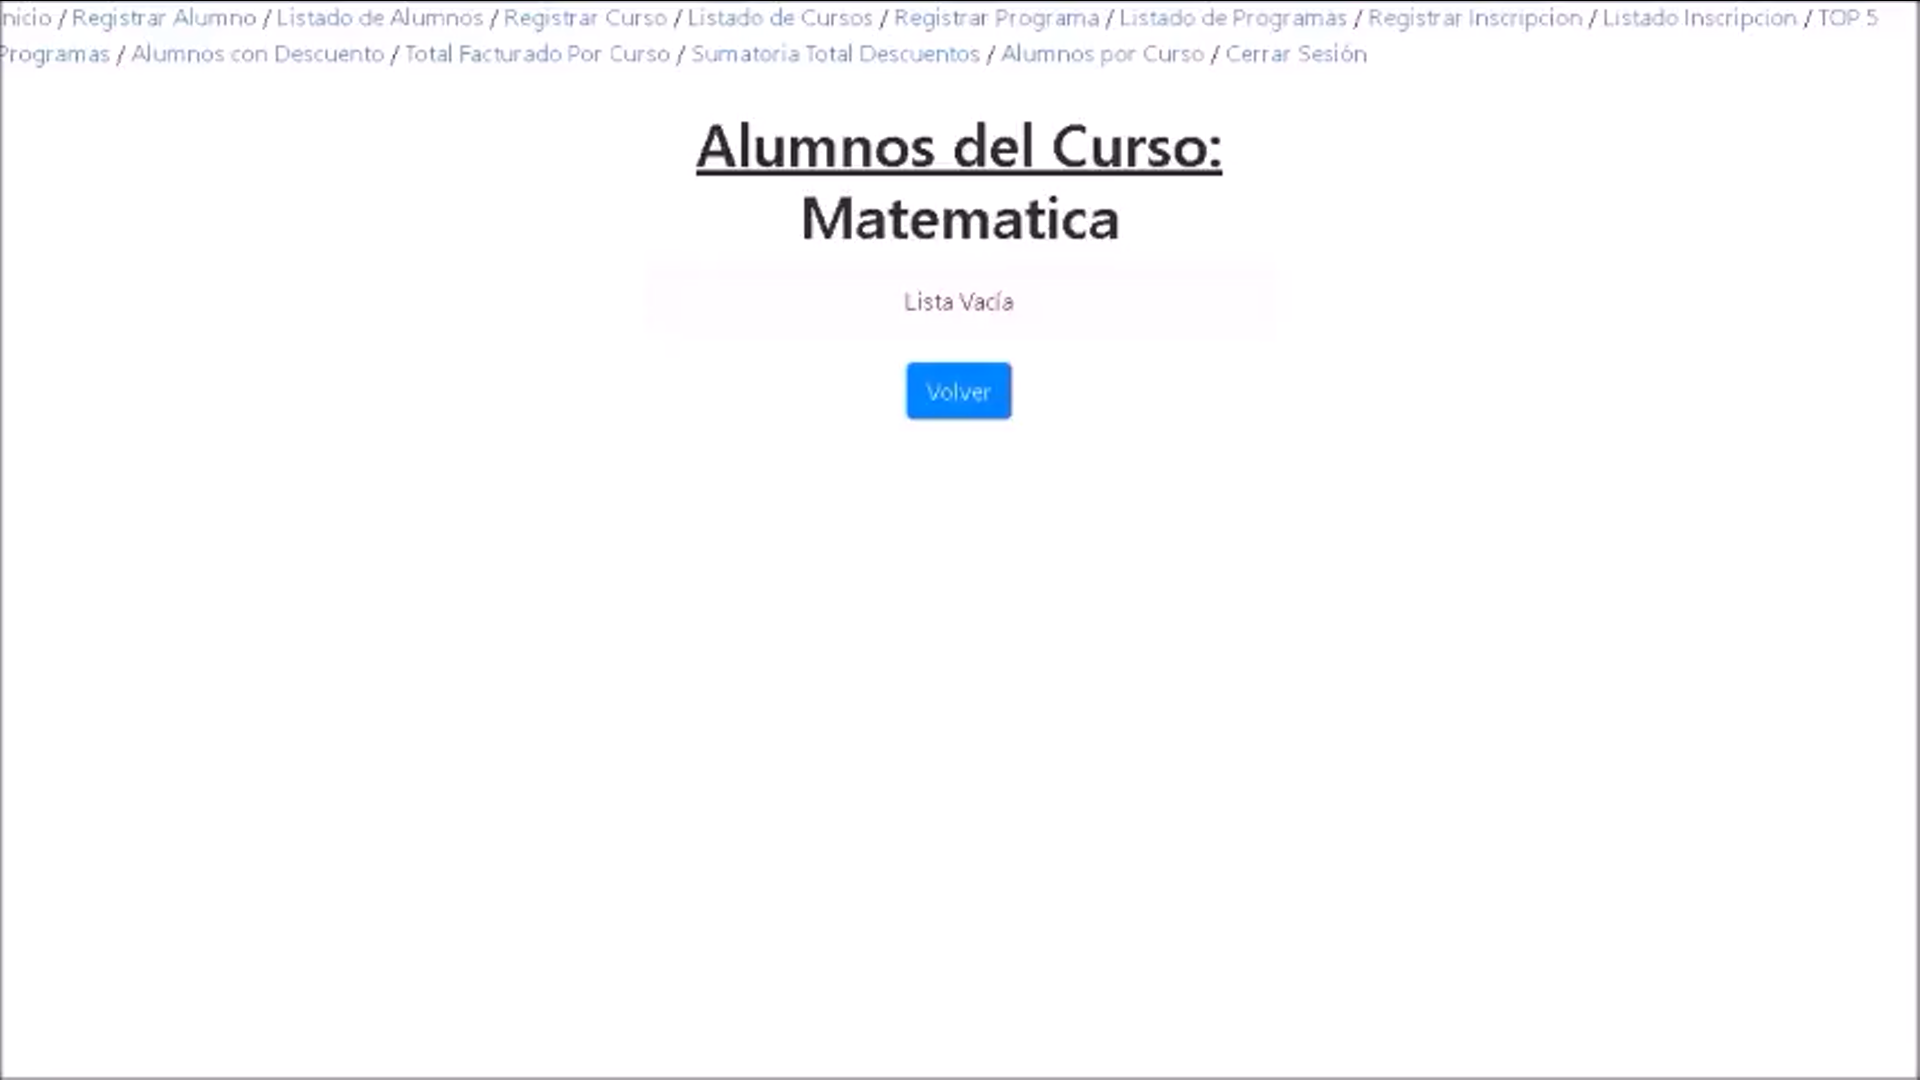 nicio / Registrar Alumno / Listado de Alumnos / Registrar Curso / Listado de Cursos / Registrar Programa / Listado de Programas / Registrar Inscripcion / Listado Inscripcion / TOP 5
Programas / Alumnos con Descuento / Total Facturado Por Curso / Sumatoria Total Descuentos / Alumnos por Curso / Cerrar Sesión
Alumnos del Curso:
Matematica
Lista Vacía
Volver